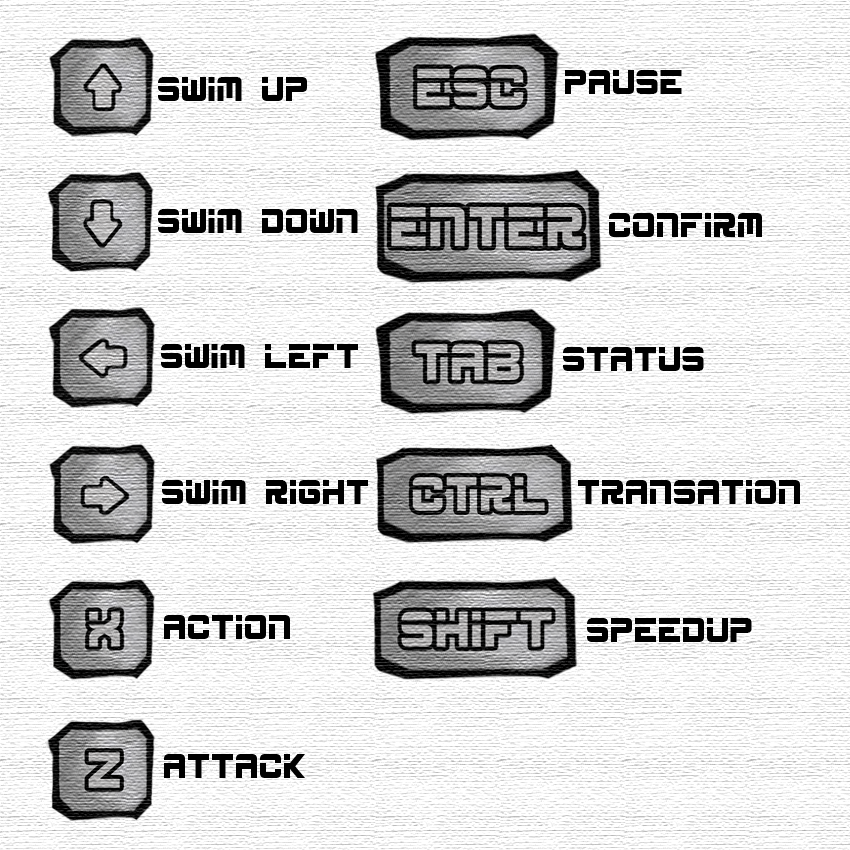 SWIM UP
SWIM DOWN
SWIM LEFT
SWIM RIGHT
X ACTION
Z ATTACK
ESC PAUSE
ENTER CONFIRM
TAB STATUS
CTRL TRANSATION
SHIFT SPEEDUP